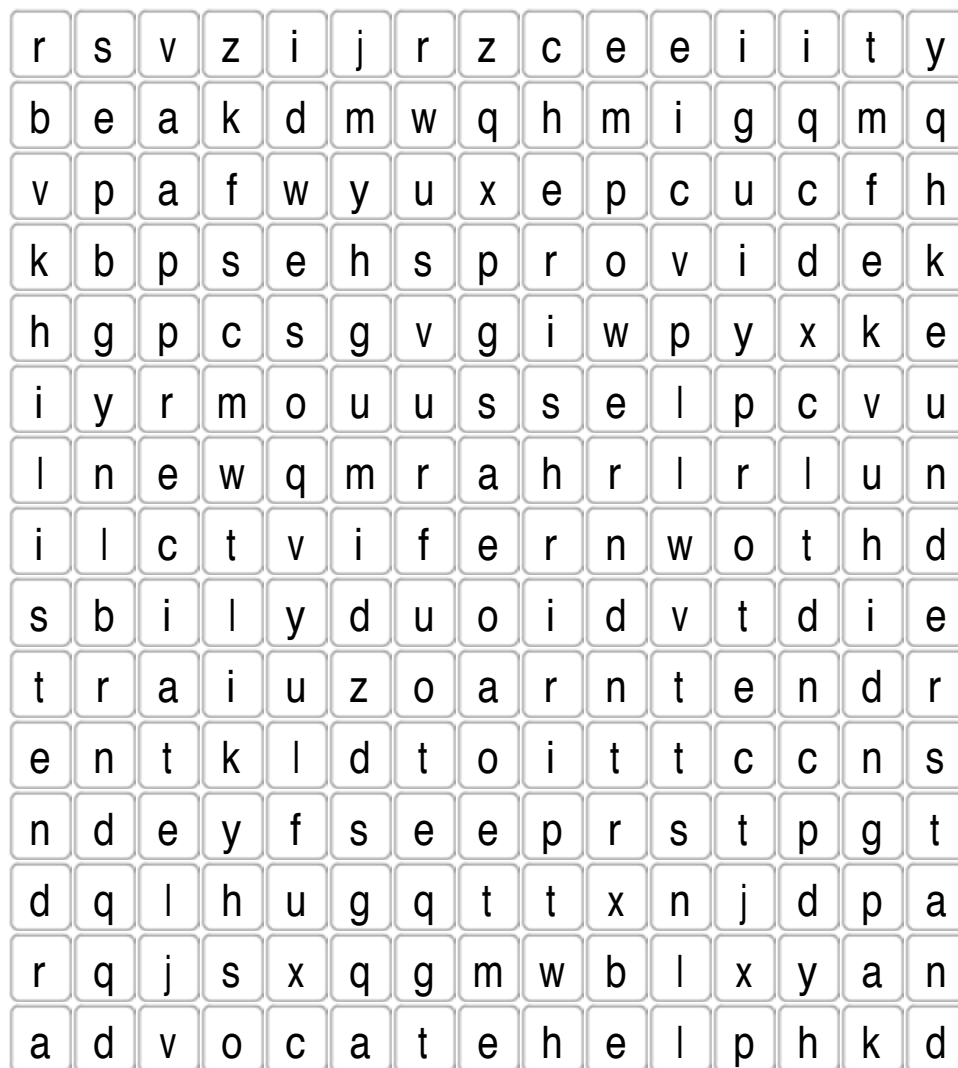 r s v z i j r z c e e i i t y
b e a k d m w q h m i g q m q
v p a f w y u x e p c u c f h
k b p s e h s p r o v i d e k
h g p c s g v g i w p y x k e
i y r m o u u s s e l p c v u
l n e w q m r a h r l r l u n
i l c t v i f e r n w o t h d
s b i l y d u o i d v t d i e
t r a i u z o a r n t e n d r
e n t k l d t o i t t c c n s
n d e y f s e e p r s t p g t
d q l h u g q t t x n j d p a
r q j s x q g m w b l x y a n
a d v o c a t e h e l p h k d